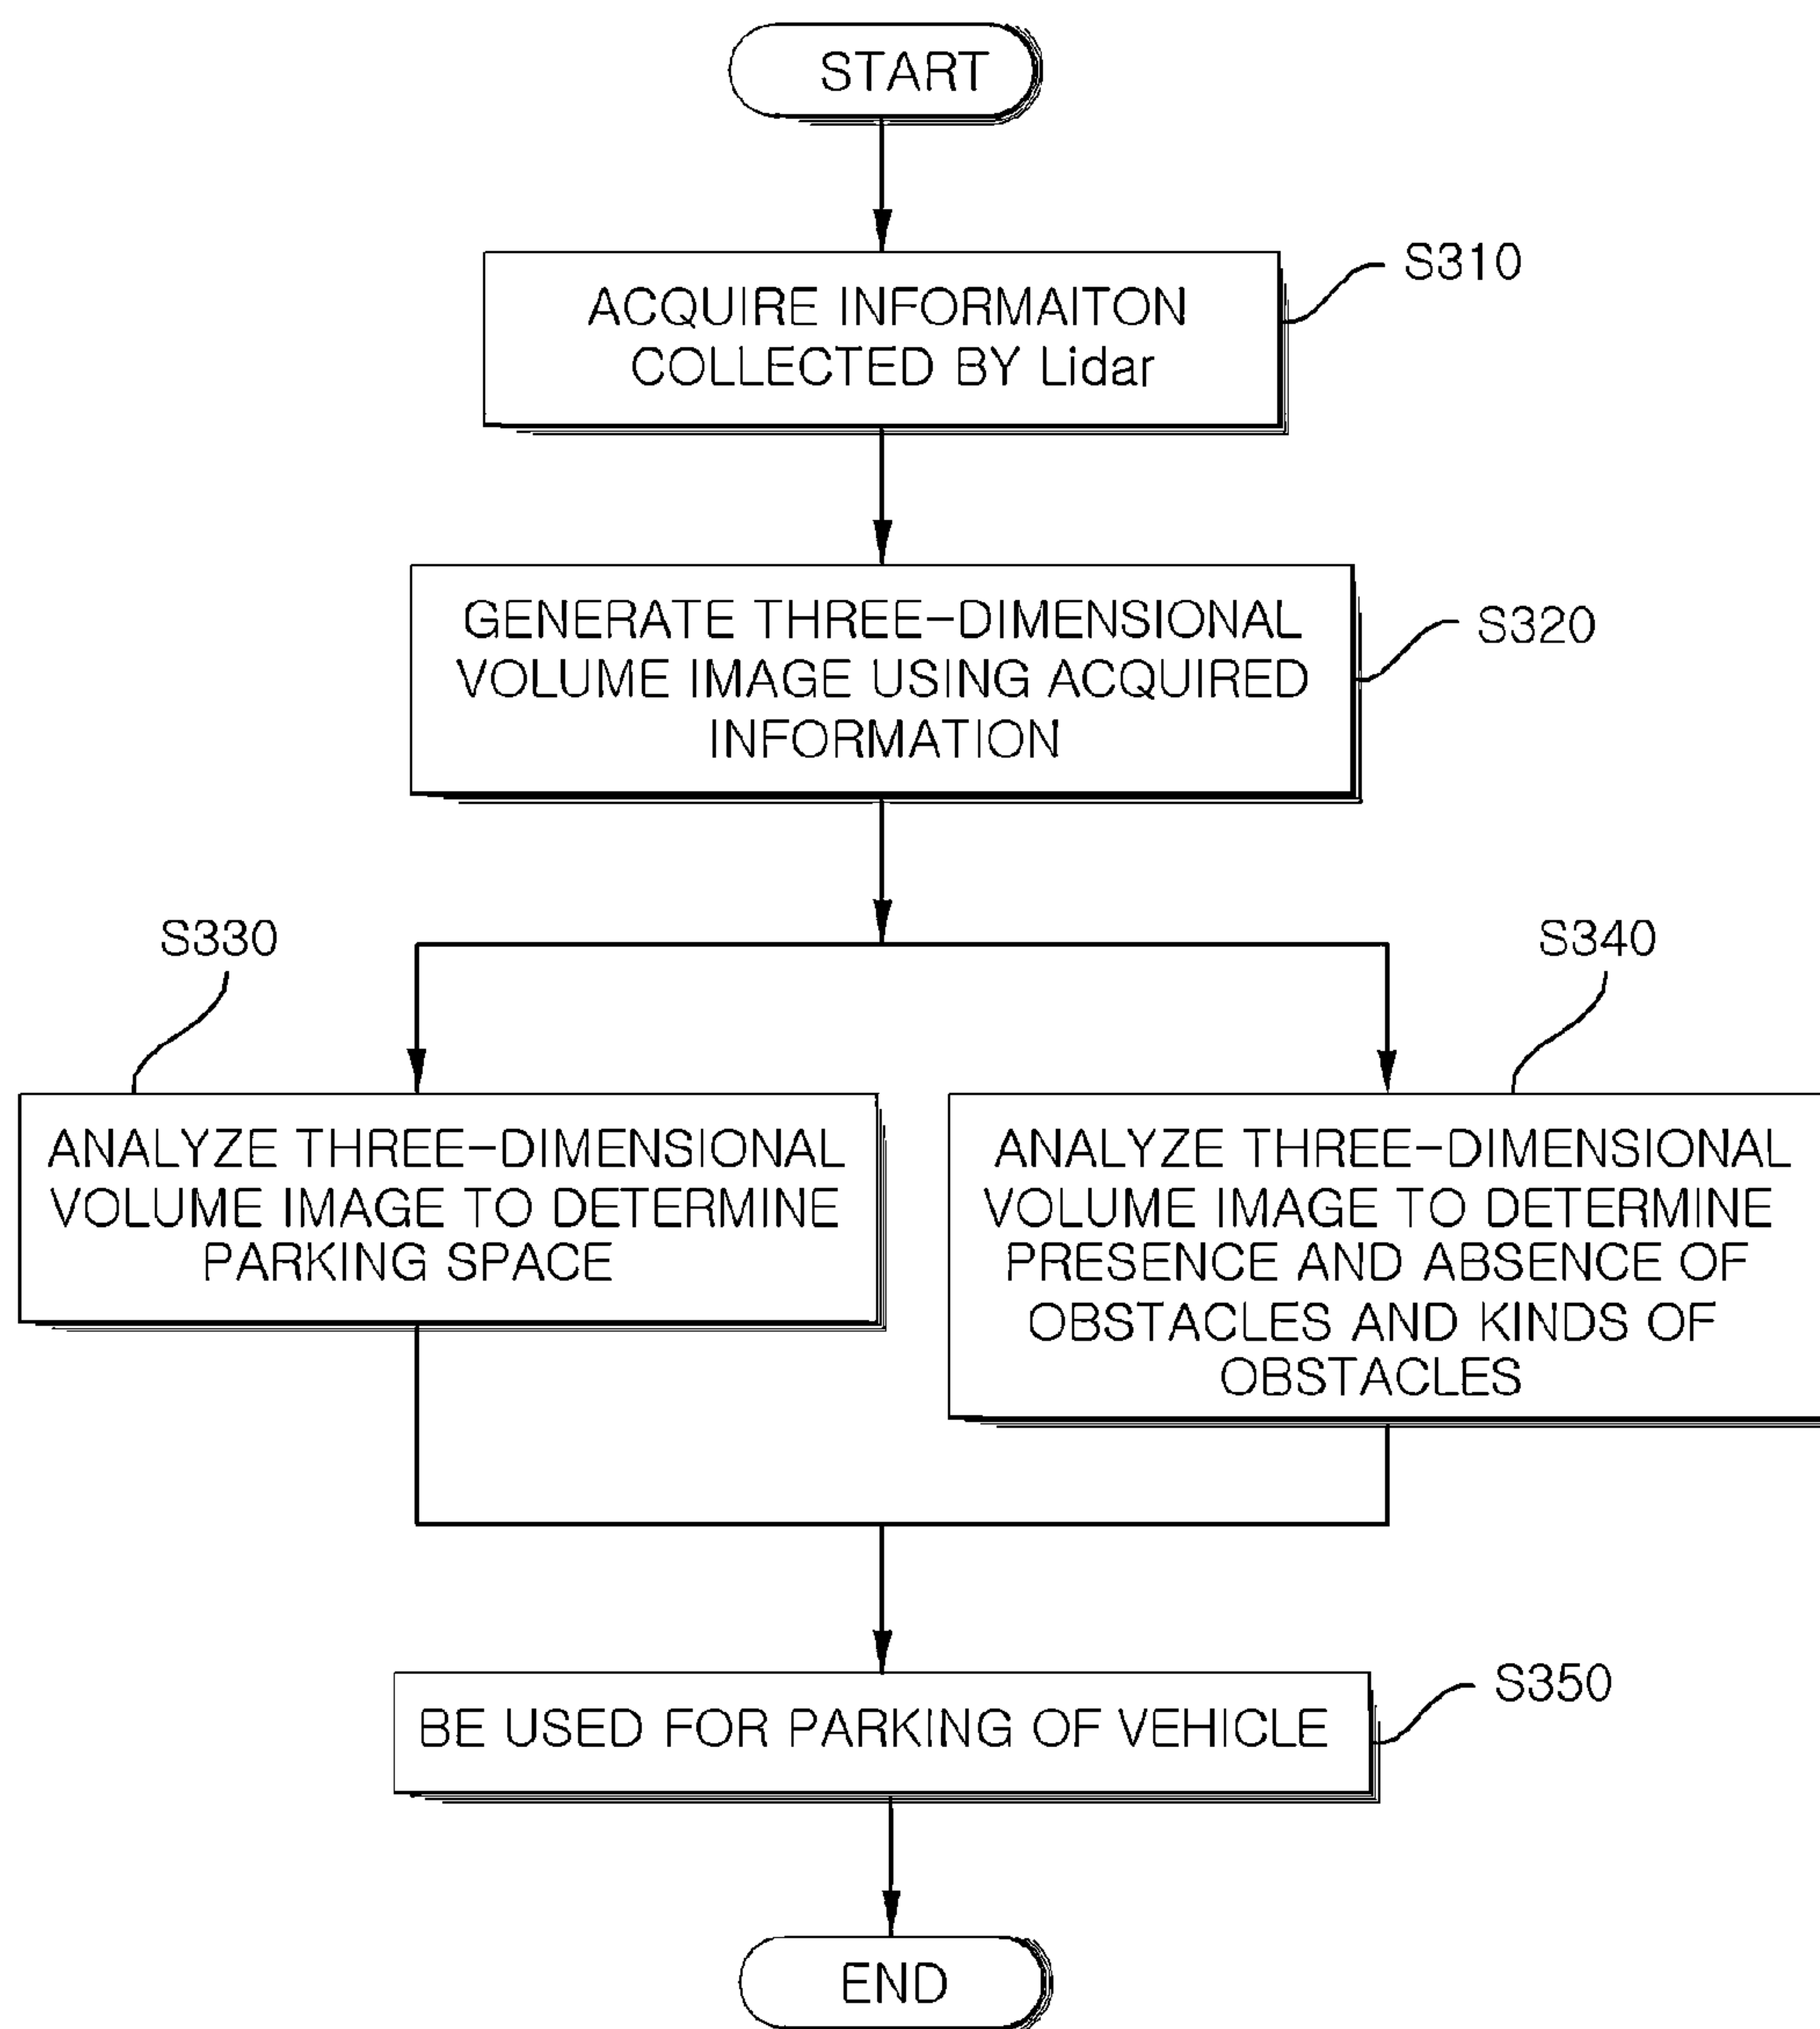 START
S310
ACQUIRE INFORMAITON
COLLECTED BY Lidar
S320
GENERATE THREE-DIMENSIONAL
VOLUME IMAGE USING ACQUIRED
INFORMATION
S330
ANALYZE THREE-DIMENSIONAL
VOLUME IMAGE TO DETERMINE
PARKING SPACE
S340
ANALYZE THREE-DIMENSIONAL
VOLUME IMAGE TO DETERMINE
PRESENCE AND ABSENCE OF
OBSTACLES AND KINDS OF
OBSTACLES
S350
BE USED FOR PARKING OF VEHICLE
END